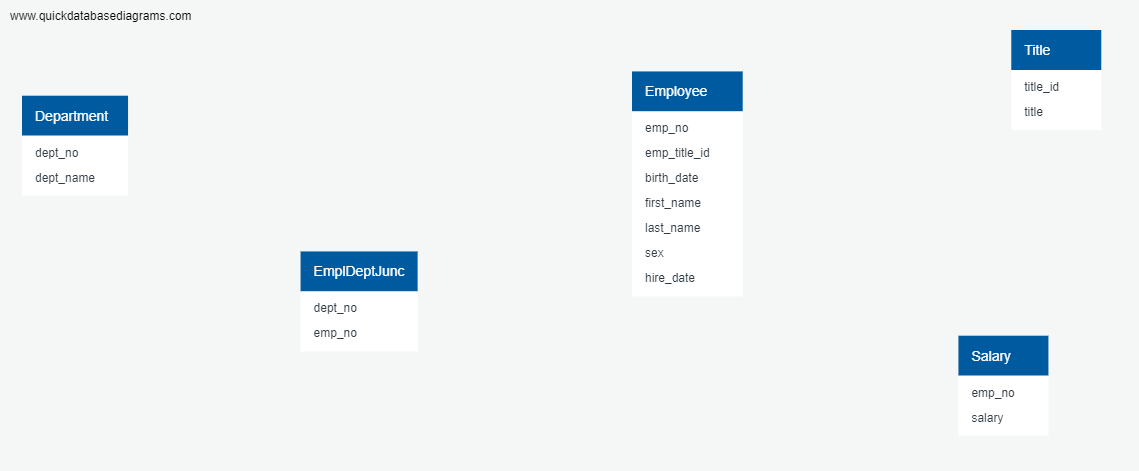 www.quickdatabasediagrams.com
Department
dept_no
dept_name
EmplDeptJunc
dept_no
emp_no
Employee
emp_no
emp_title_id
birth_date
first_name
last_name
sex
hire_date
Title
title_id
title
Salary
emp_no
salary